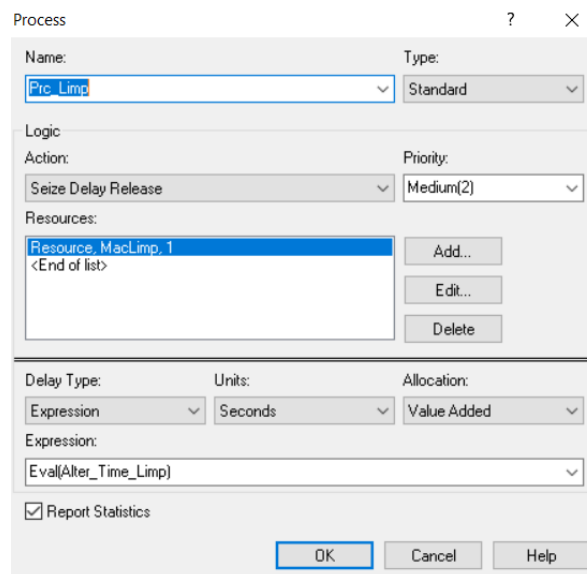 Process ?
Name: Type:
Prc_Limp Standard
Logic
Action: Priority:
Seize Delay Release Medium(2)
Resources:
Resource, MacLimp, 1
<End of list>
Add...
Edit...
Delete
Delay Type: Units: Allocation:
Expression Seconds Value Added
Expression:
Eval(Alter_Time_Limp)
Report Statistics
OK Cancel Help